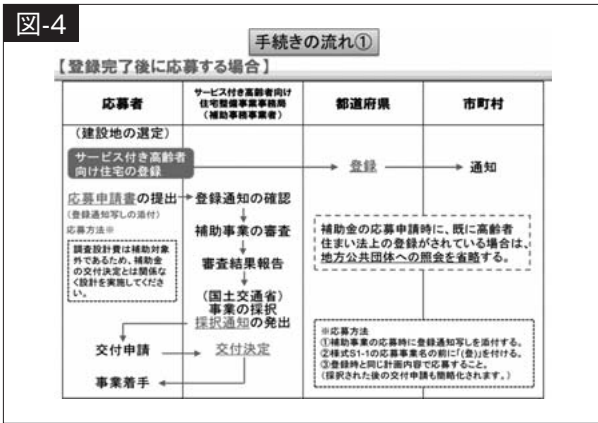 図-4
手続きの流れ①
【登録完了後に応募する場合】
応募者
サービス付き高齢者向け
住宅整備事業事務局
（補助事務事業者）
都道府県
市町村
（建設地の選定）
サービス付き高齢者
向け住宅の登録
登録
通知
応募申請書の提出
（登録通知写しの添付）
応募方法※
登録通知の確認
補助事業の審査
審査結果報告
（国土交通省）
事業の採択
採択通知の発出
調査設計費は補助対象
外であるため、補助金
の交付決定とは関係な
く設計を実施してくださ
い。
補助金の応募申請時に、既に高齢者
住まい法上の登録がされている場合は、
地方公共団体への照会を省略する。
交付申請
交付決定
事業着手
※応募方法
①補助事業の応募時に登録通知写しを添付する。
②様式S1-1の応募事業名の前に「(登)」を付ける。
③登録時と同じ計画内容で応募すること。
（採択された後の交付申請も簡略化されます。）